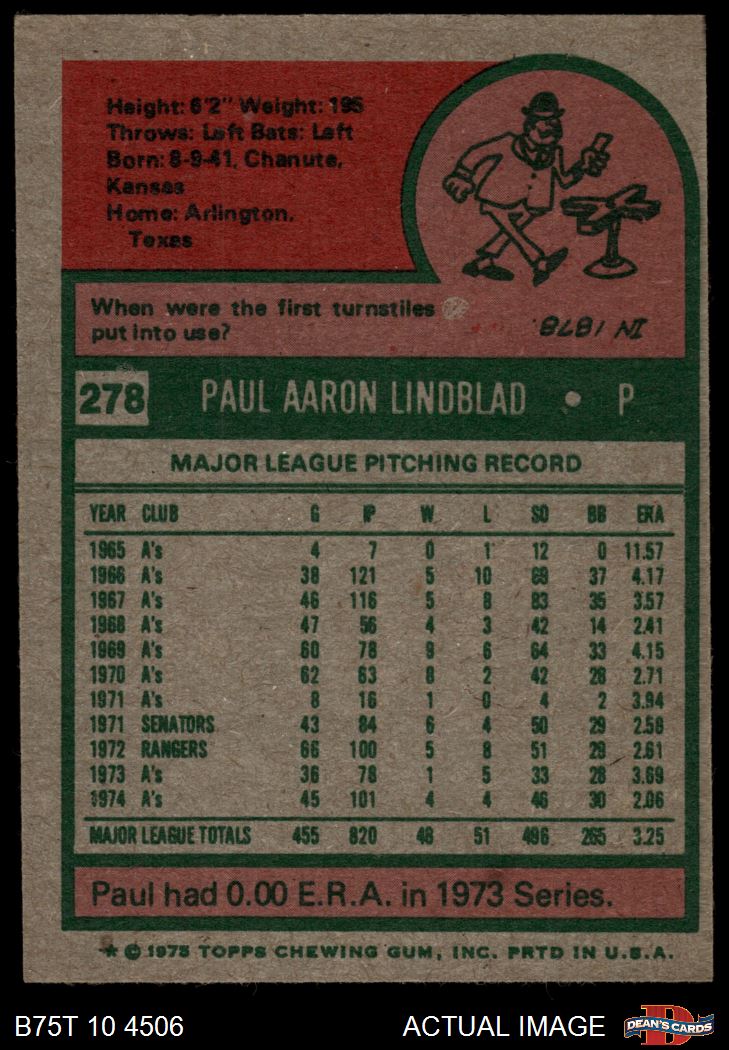 Height: 6'2" Weight: 195
Throws: Left Bats: Left
Born: 8-9-41, Chanute,
Kansas
Home: Arlington,
Texas
When were the first turnstiles
put into use?
IN 1878.
278 PAUL AARON LINDBLAD • P
MAJOR LEAGUE PITCHING RECORD
YEAR CLUB G IP W L SO BB ERA
1965 A's 4 7 0 1 12 0 11.57
1966 A's 38 121 5 10 69 37 4.17
1967 A's 46 116 5 8 83 35 3.57
1968 A's 47 56 4 3 42 14 2.41
1969 A's 60 78 9 6 64 33 4.15
1970 A's 62 63 8 2 42 28 2.71
1971 A's 8 16 1 0 4 2 3.94
1971 SENATORS 43 84 6 4 50 29 2.58
1972 RANGERS 66 100 5 8 51 29 2.61
1973 A's 36 78 1 5 33 28 3.69
1974 A's 45 101 4 4 46 30 2.06
MAJOR LEAGUE TOTALS 455 820 48 51 496 265 3.25
Paul had 0.00 E.R.A. in 1973 Series.
★ © 1975 TOPPS CHEWING GUM, INC. PRTD IN U.S.A.
B75T 10 4506 ACTUAL IMAGE DEAN'S CARDS